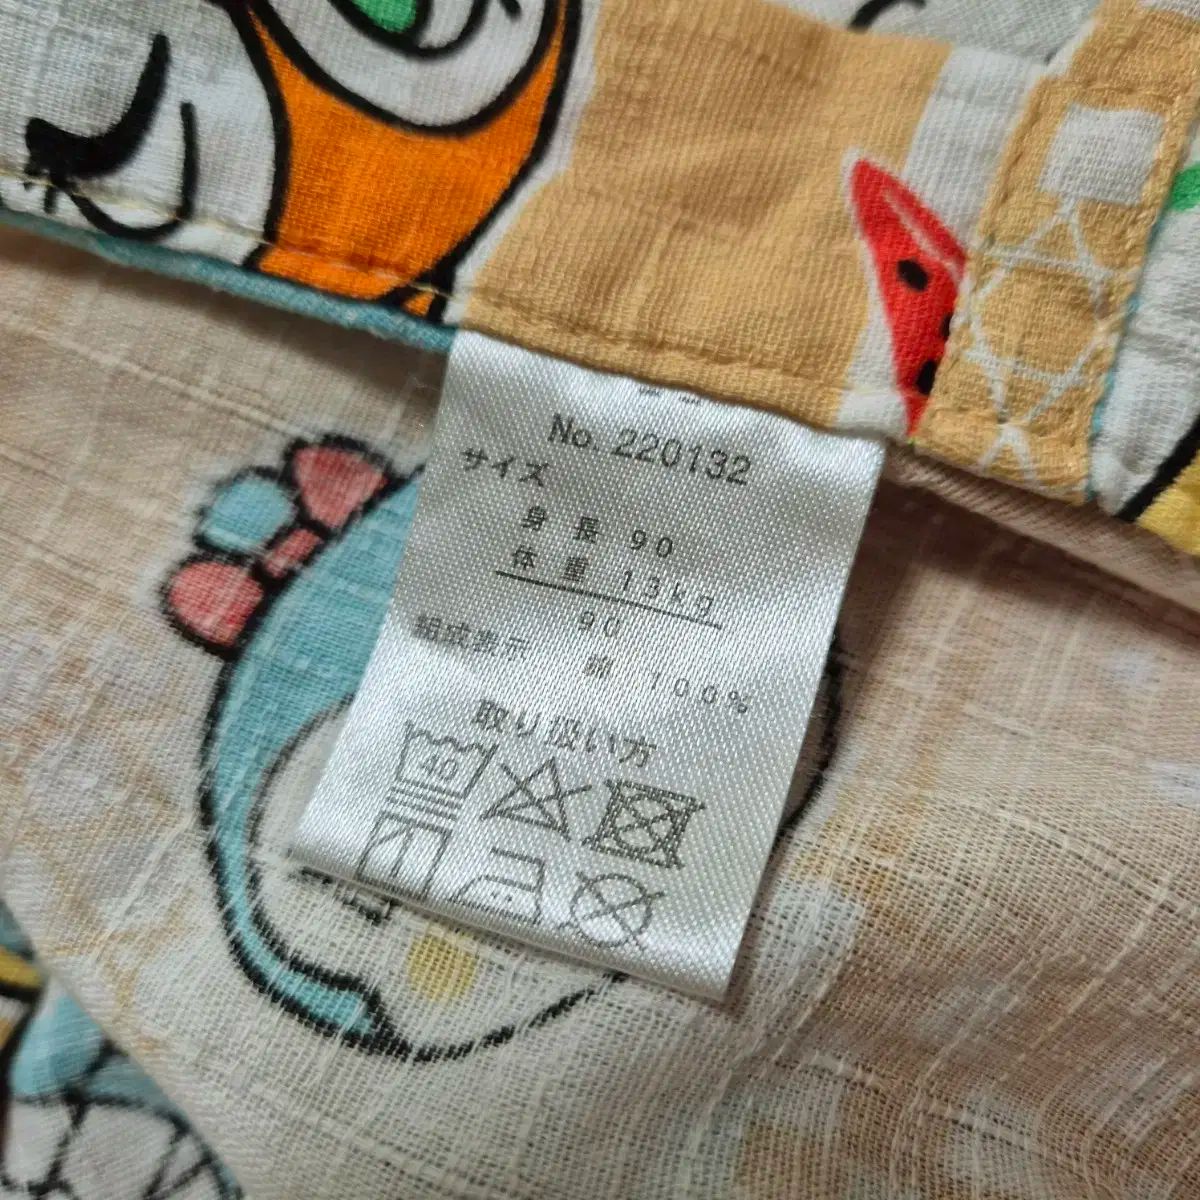 No. 220132
サイズ
身長 90
体重 13kg
90
組成表示
綿 100%
取り扱い方
40